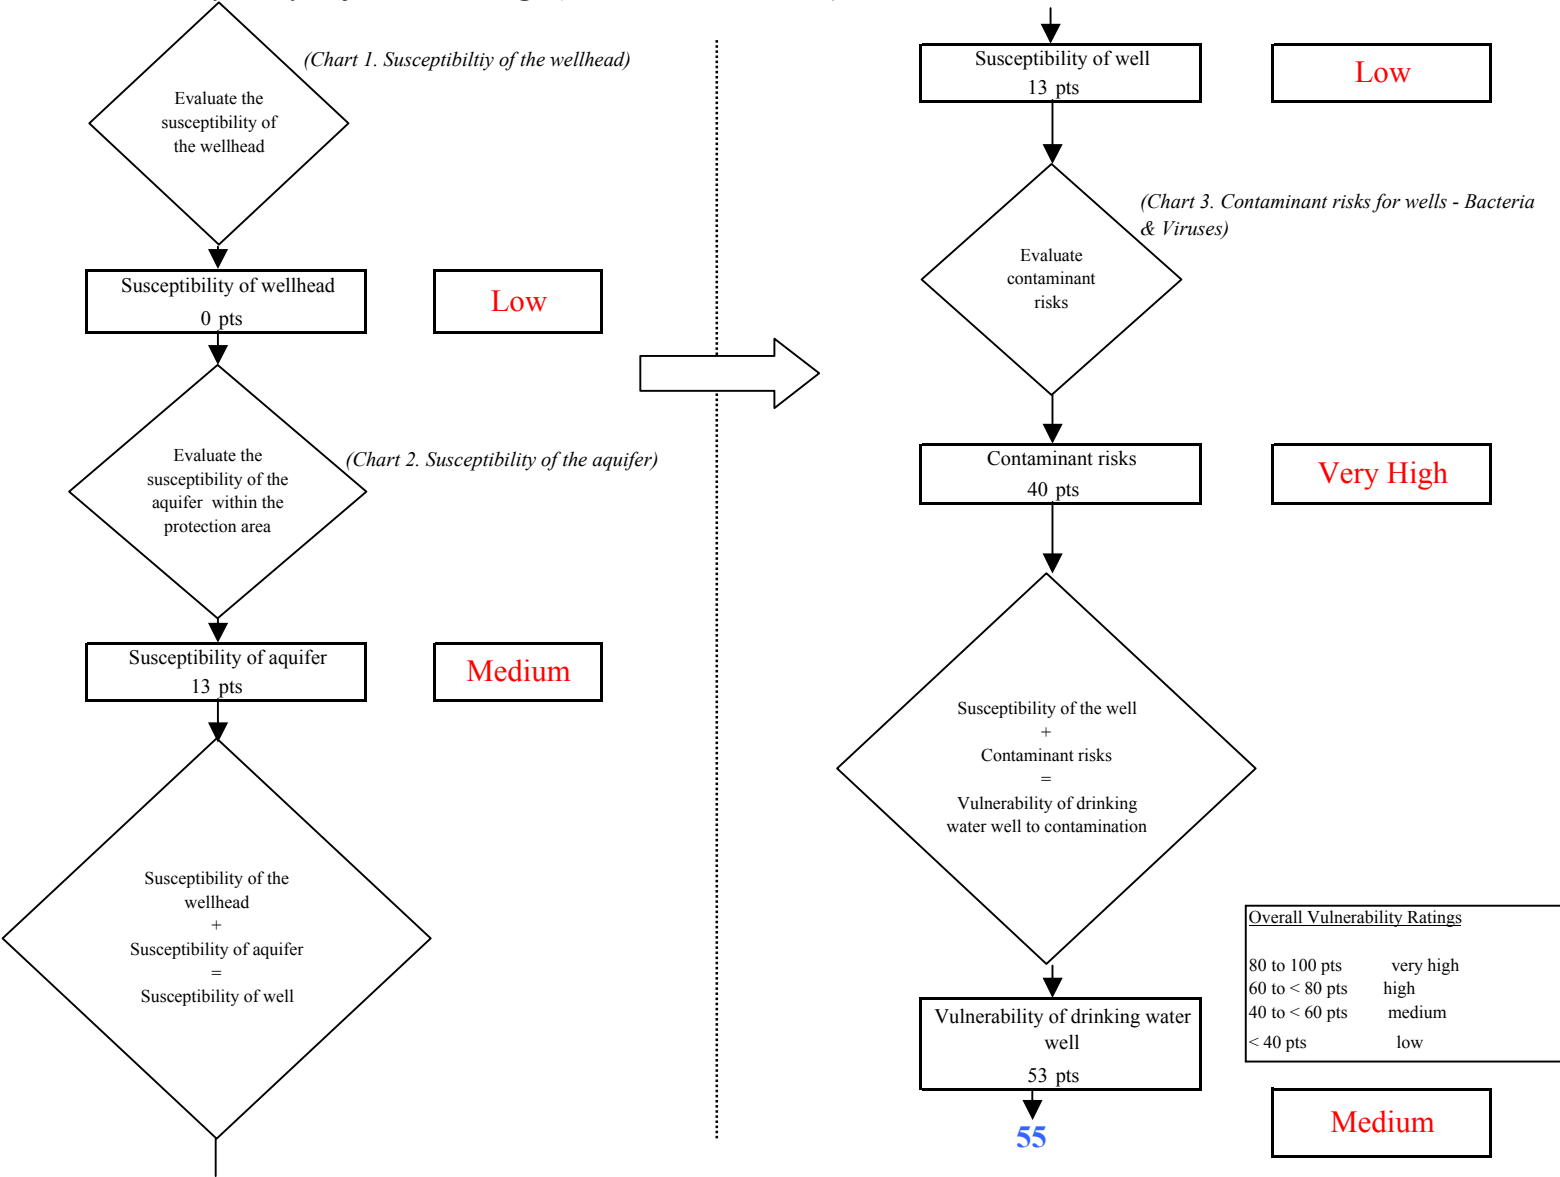 (Chart 1. Susceptibiltiy of the wellhead)
Evaluate the
susceptibility of
the wellhead
Susceptibility of wellhead
0 pts
Low
(Chart 2. Susceptibility of the aquifer)
Evaluate the
susceptibility of the
aquifer within the
protection area
Susceptibility of aquifer
13 pts
Medium
Susceptibility of the
wellhead
+
Susceptibility of aquifer
=
Susceptibility of well
Susceptibility of well
13 pts
Low
(Chart 3. Contaminant risks for wells - Bacteria
& Viruses)
Evaluate
contaminant
risks
Contaminant risks
40 pts
Very High
Susceptibility of the well
+
Contaminant risks
=
Vulnerability of drinking
water well to contamination
Overall Vulnerability Ratings
80 to 100 pts very high
60 to < 80 pts high
40 to < 60 pts medium
< 40 pts low
Vulnerability of drinking water
well
53 pts
55
Medium